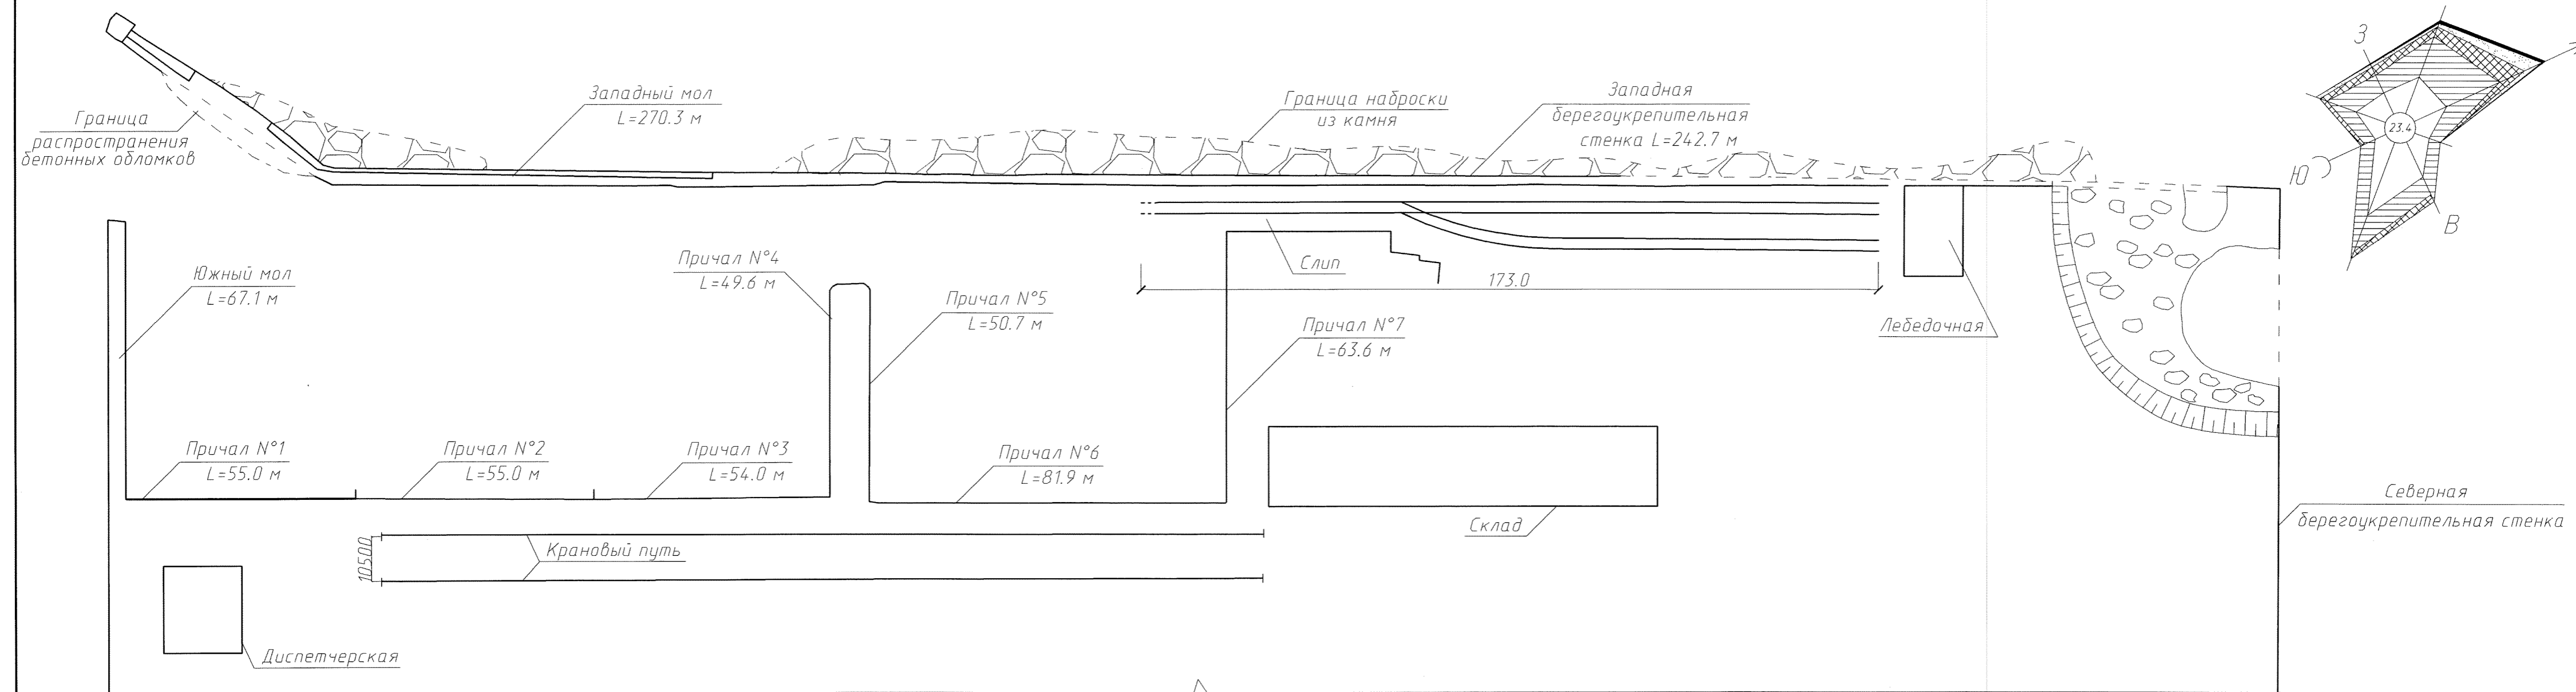 Граница
распространения
бетонных обломков
Западный мол
L=270.3 м
Граница наброски
из камня
Западная
берегоукрепительная
стенка L=242.7 м
З
23.4
Ю
В
Южный мол
L=67.1 м
Причал N°4
L=49.6 м
Причал N°5
L=50.7 м
Слип
173.0
Причал N°7
L=63.6 м
Лебедочная
Причал N°1
L=55.0 м
Причал N°2
L=55.0 м
Причал N°3
L=54.0 м
Причал N°6
L=81.9 м
Склад
Северная
берегоукрепительная стенка
10500
Крановый путь
Диспетчерская